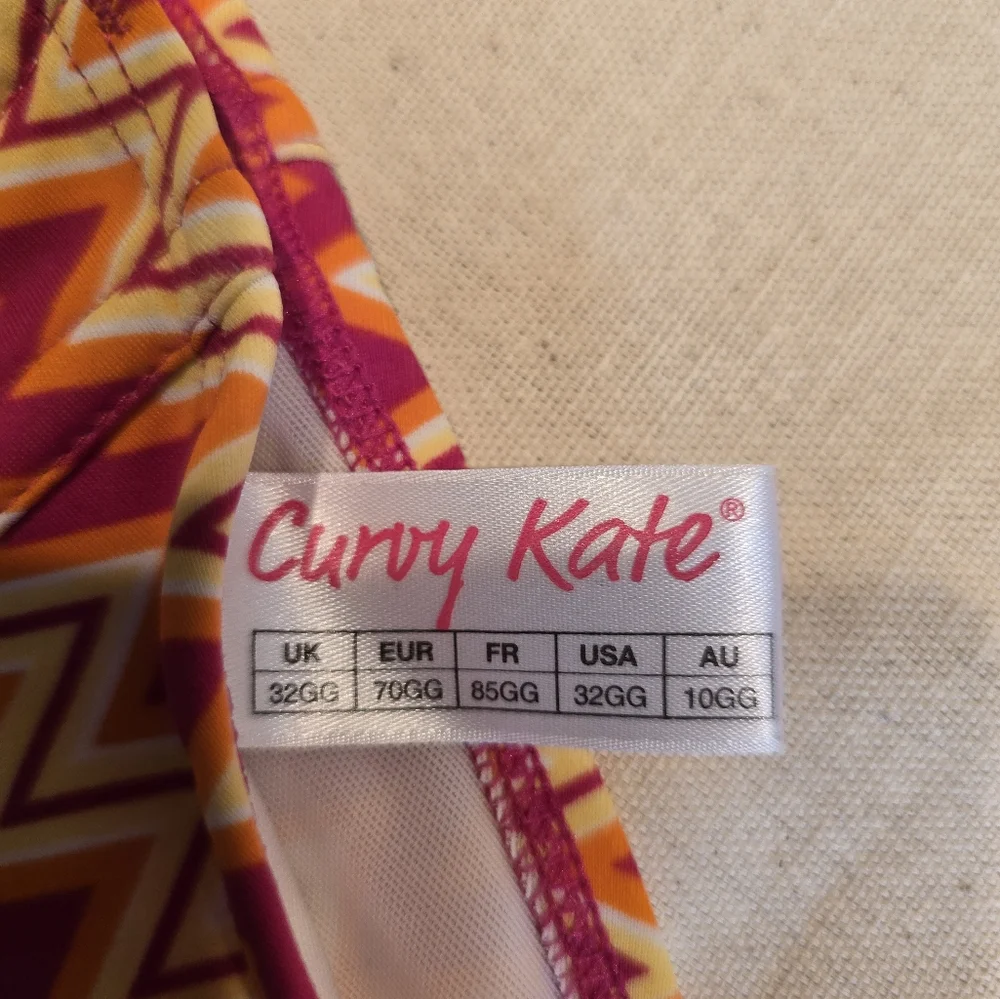 Curvy Kate®
UK EUR FR USA AU
32GG 70GG 85GG 32GG 10GG